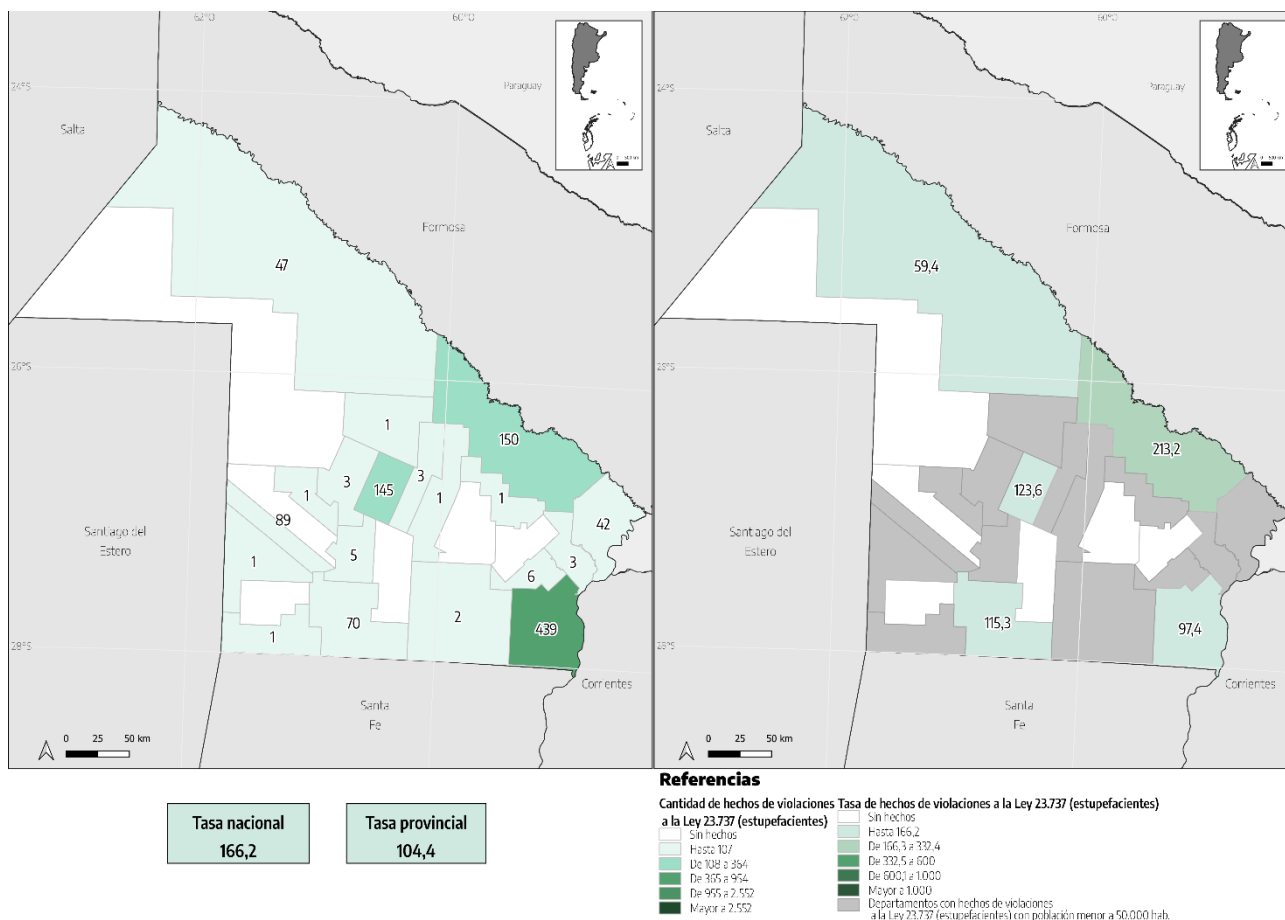 62°W
60°W
24°S
Paraguay
Salta
500 km
Formosa
47
26°S
1
150
3
145
3
1
1
1
89
42
Santiago del
Estero
5
3
1
6
70
2
439
1
28°S
Corrientes
Santa
Fe
0 25 50 km
60°W
24°S
Paraguay
Salta
500 km
Formosa
59,4
213,2
123,6
Santiago del
Estero
115,3
97,4
Corrientes
Santa
Fe
0 25 50 km
Tasa nacional
166,2
Tasa provincial
104,4
Referencias
Cantidad de hechos de violaciones
a la Ley 23.737 (estupefacientes)
Sin hechos
Hasta 107
De 108 a 364
De 365 a 954
De 955 a 2.552
Mayor a 2.552
Tasa de hechos de violaciones a la Ley 23.737 (estupefacientes)
Sin hechos
Hasta 166,2
De 166,3 a 332,4
De 332,5 a 600
De 600,1 a 1.000
Mayor a 1.000
Departamentos con hechos de violaciones
a la Ley 23.737 (estupefacientes) con población menor a 50.000 hab.